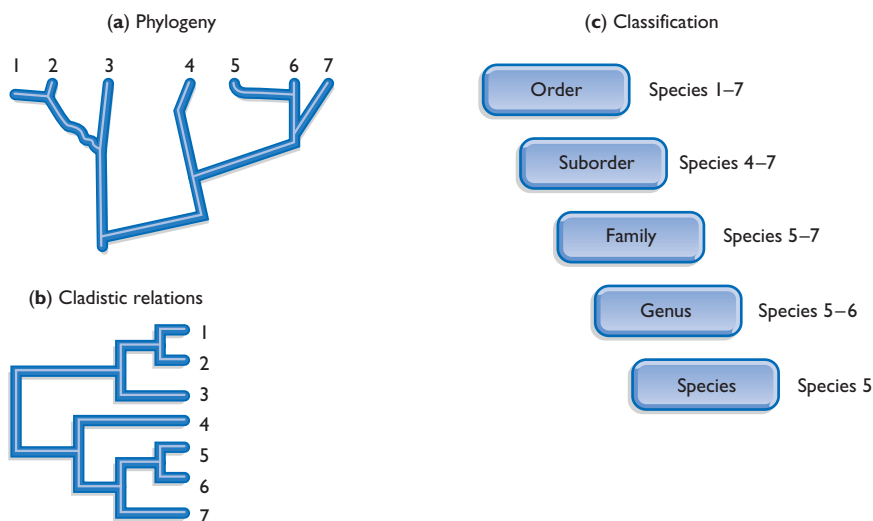 (a) Phylogeny
1 2 3 4 5 6 7
(b) Cladistic relations
1
2
3
4
5
6
7
(c) Classification
Order Species 1–7
Suborder Species 4–7
Family Species 5–7
Genus Species 5–6
Species Species 5